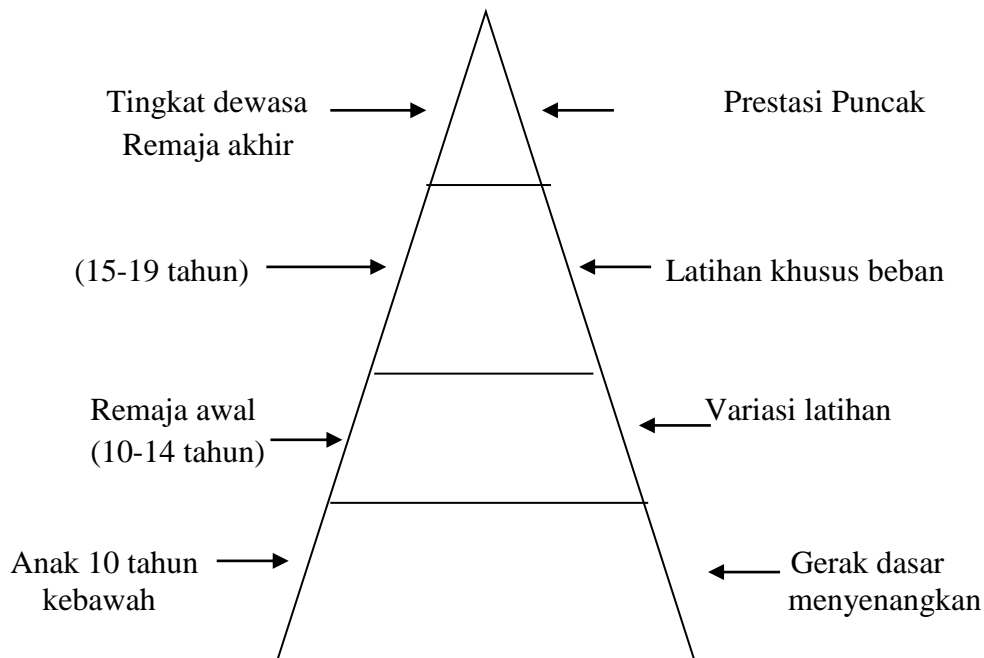 Tingkat dewasa
Remaja akhir
Prestasi Puncak
(15-19 tahun)
Latihan khusus beban
Remaja awal
(10-14 tahun)
Variasi latihan
Anak 10 tahun
kebawah
Gerak dasar
menyenangkan